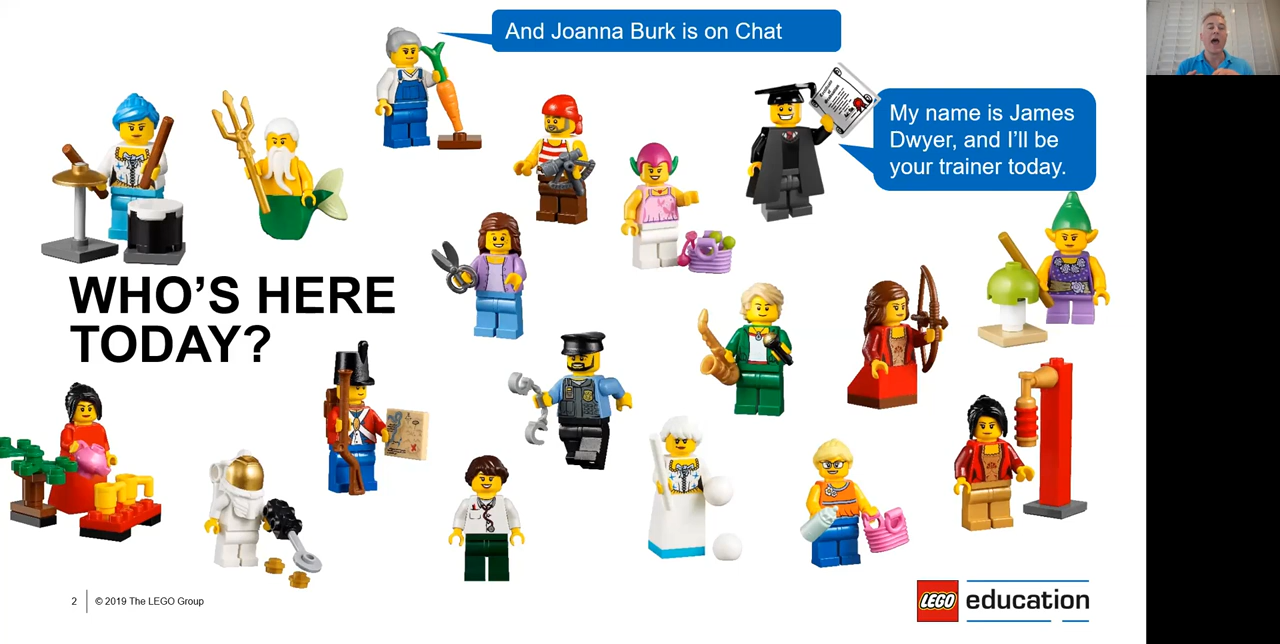 And Joanna Burk is on Chat
My name is James
Dwyer, and I'll be
your trainer today.
WHO'S HERE
TODAY?
2
© 2019 The LEGO Group
LEGO education